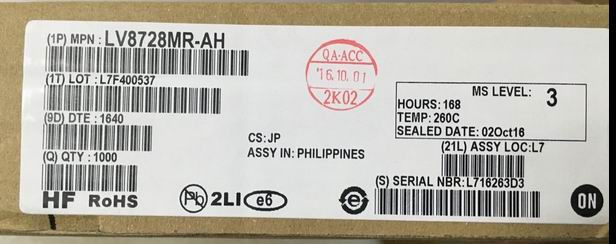 (1P) MPN : LV8728MR-AH
(1T) LOT : L7F400537
(9D) DTE : 1640
(Q) QTY : 1000
HF RoHS
Pb 2LI e6 e
QA·ACC
'16.10.01
2K02
CS: JP
ASSY IN: PHILIPPINES
MS LEVEL: 3
HOURS: 168
TEMP: 260C
SEALED DATE: 02Oct16
(21L) ASSY LOC:L7
(S) SERIAL NBR: L716263D3
ON